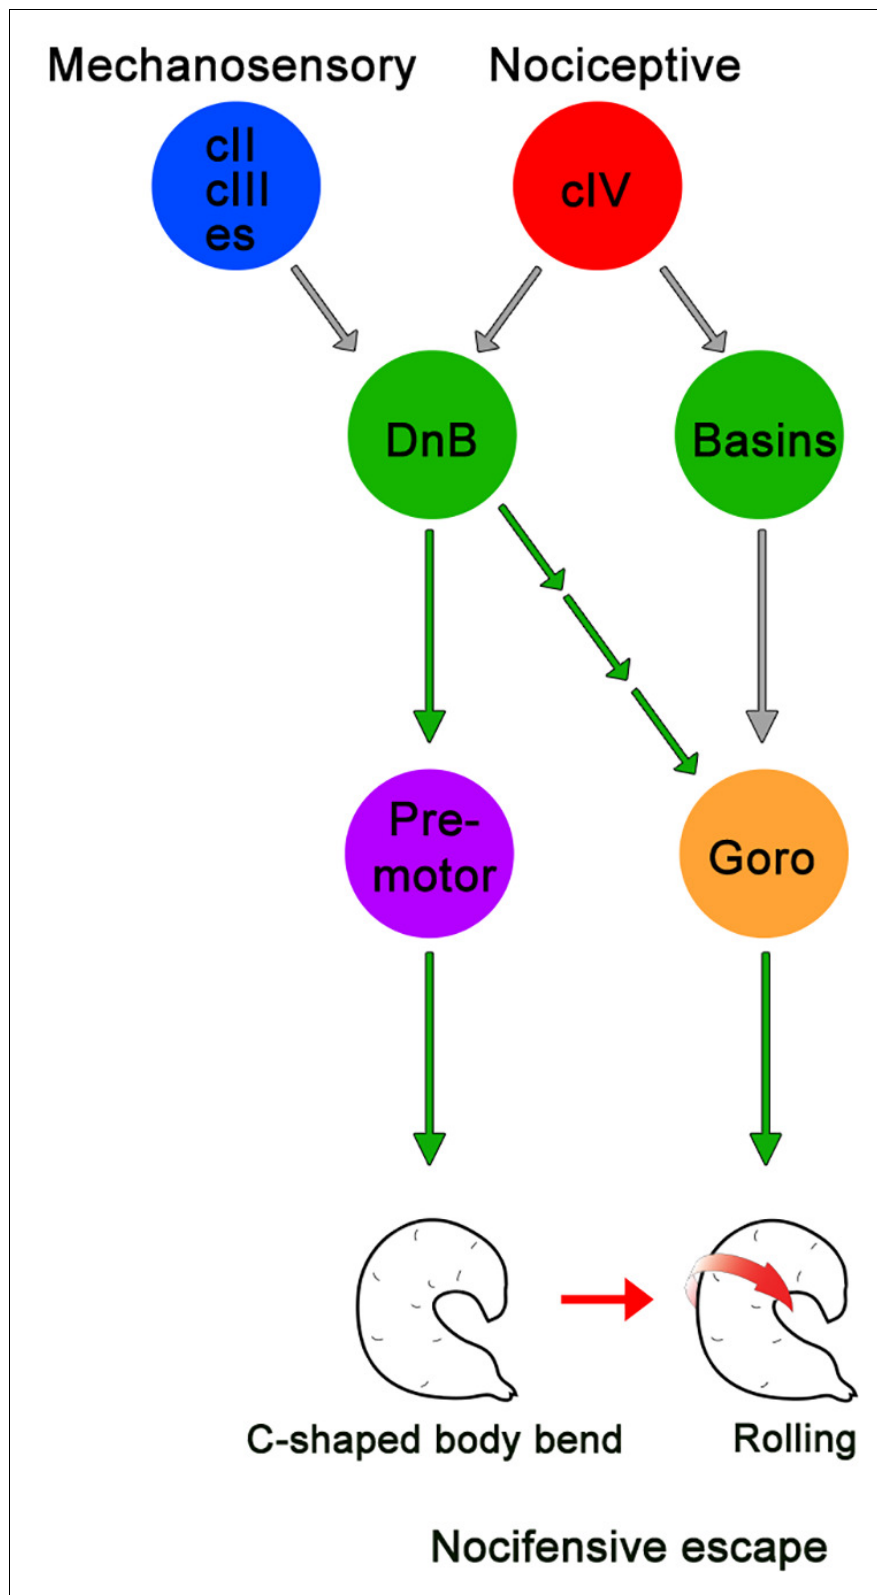 Mechanosensory
Nociceptive
cII
cIII
es
cIV
DnB
Basins
Pre-
motor
Goro
C-shaped body bend
Rolling
Nocifensive escape